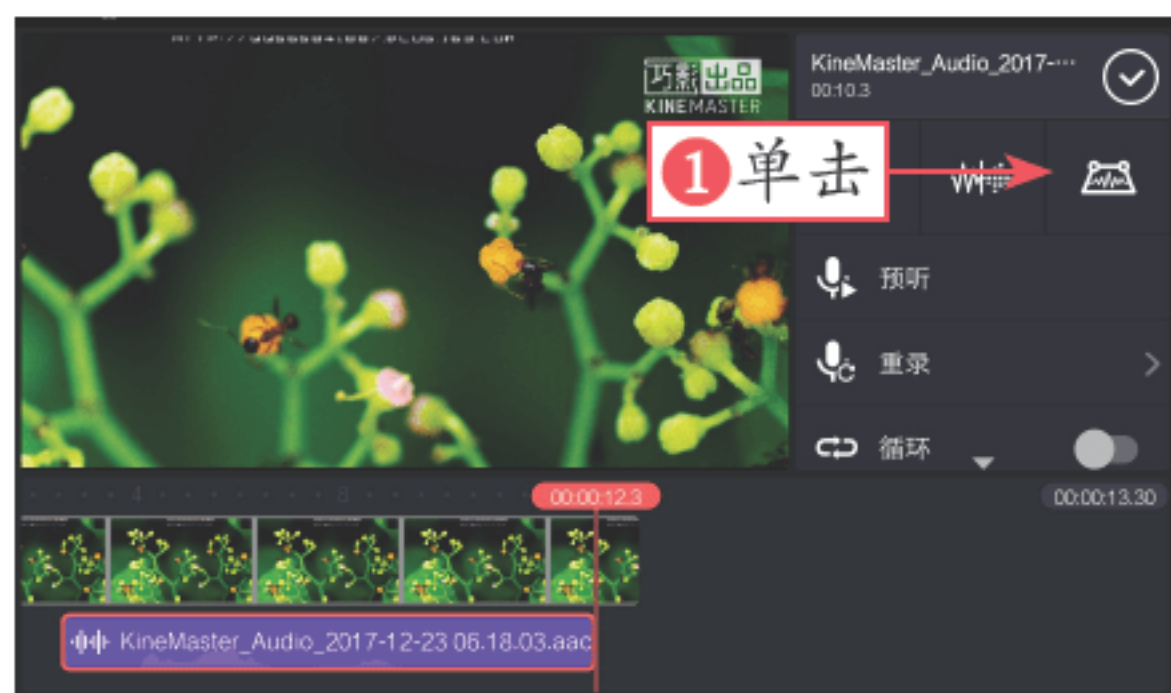 巧影 出品
KINEMASTER
KineMaster_Audio_2017-···
00:10.3
1 单击
预听
重录
循环
4
8
00:00:12.3
00:00:13.30
KineMaster_Audio_2017-12-23 06.18.03.aac